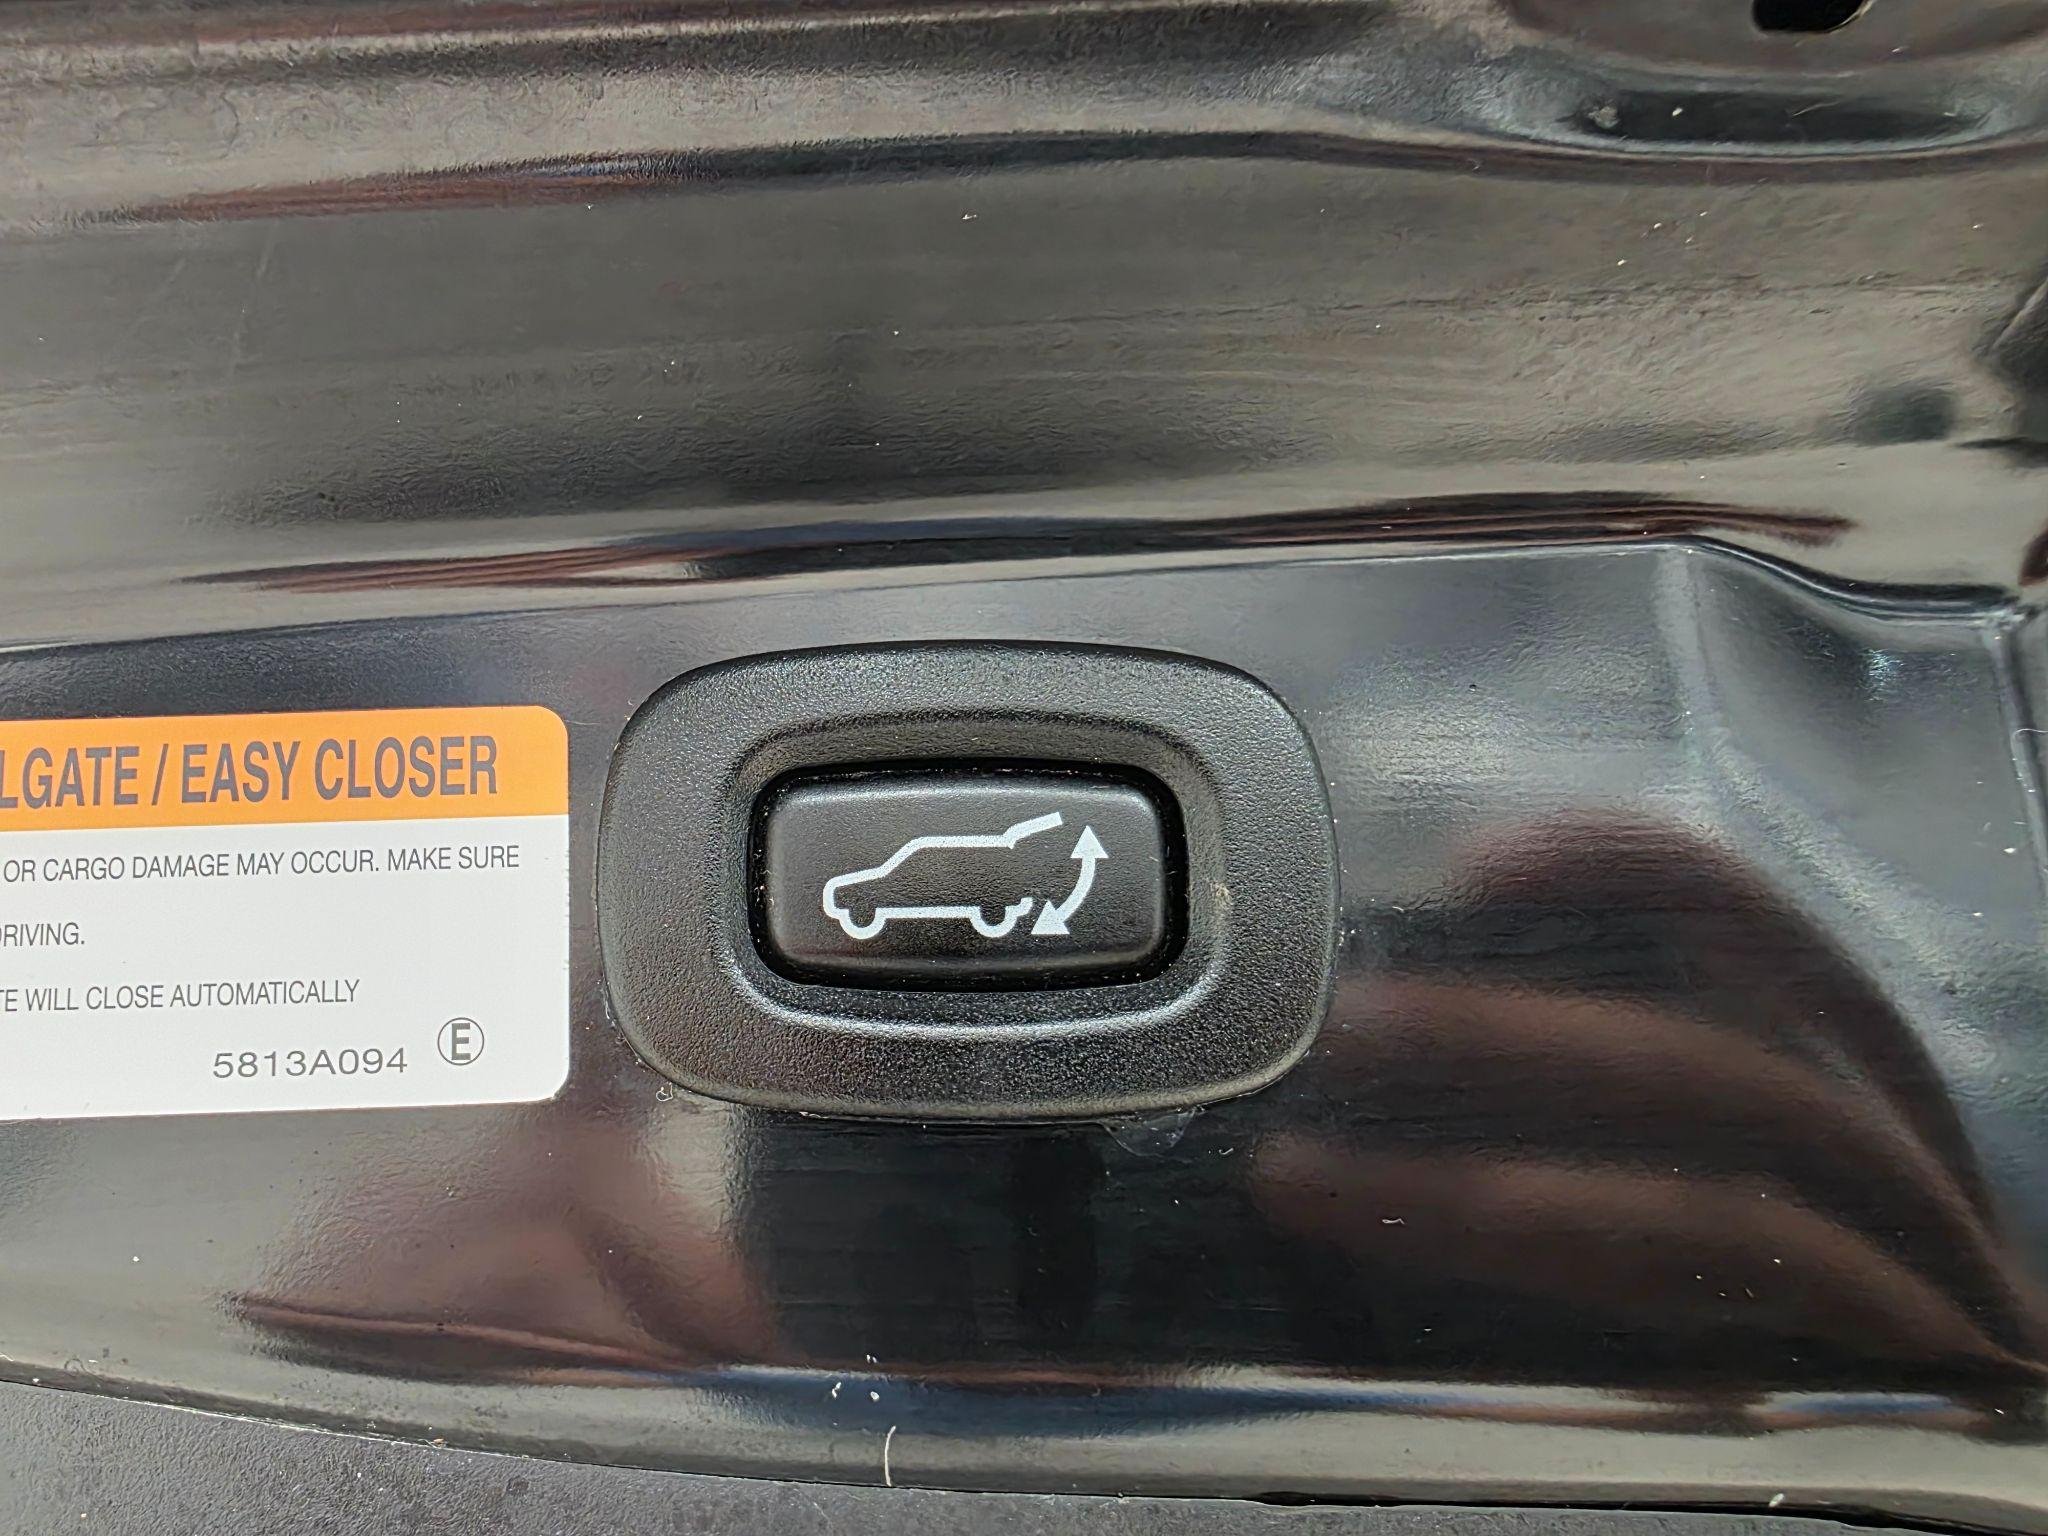 LGATE / EASY CLOSER
OR CARGO DAMAGE MAY OCCUR. MAKE SURE
DRIVING.
TE WILL CLOSE AUTOMATICALLY
5813A094 Ⓔ